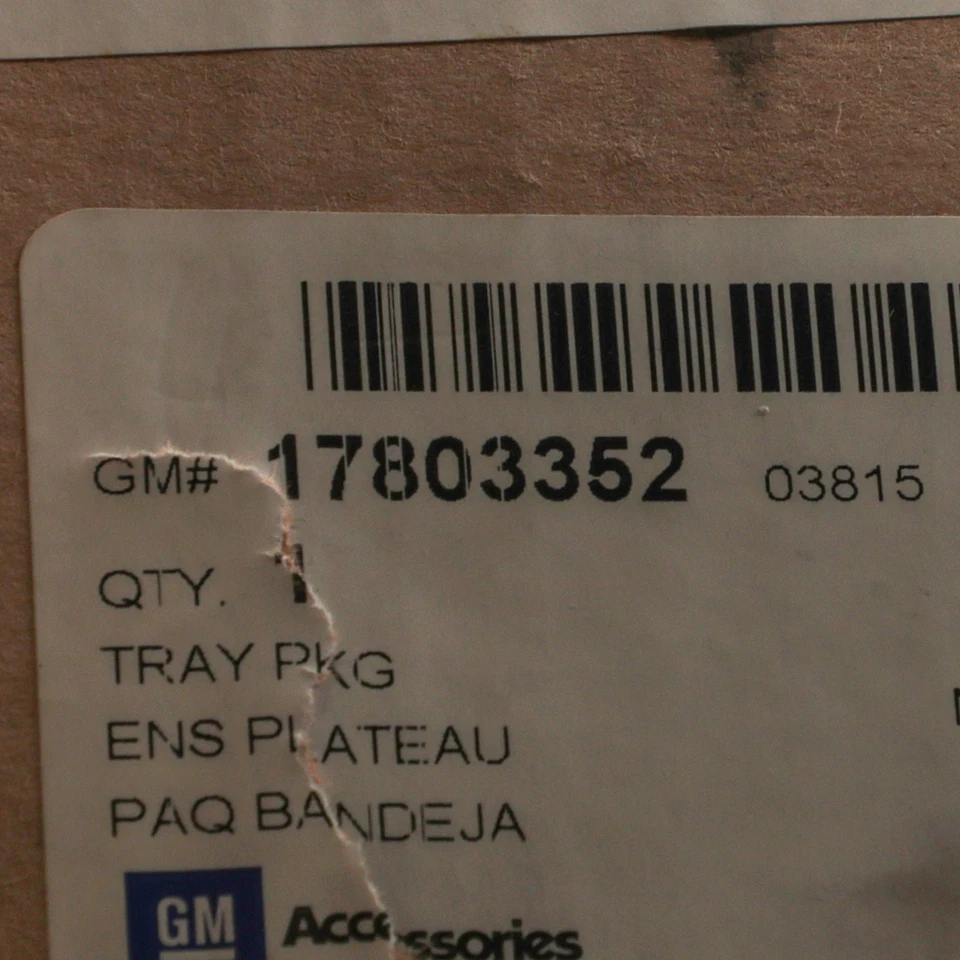 GM# 17803352 03815
QTY. 1
TRAY PKG
ENS PLATEAU
PAQ BANDEJA
GM Accessories